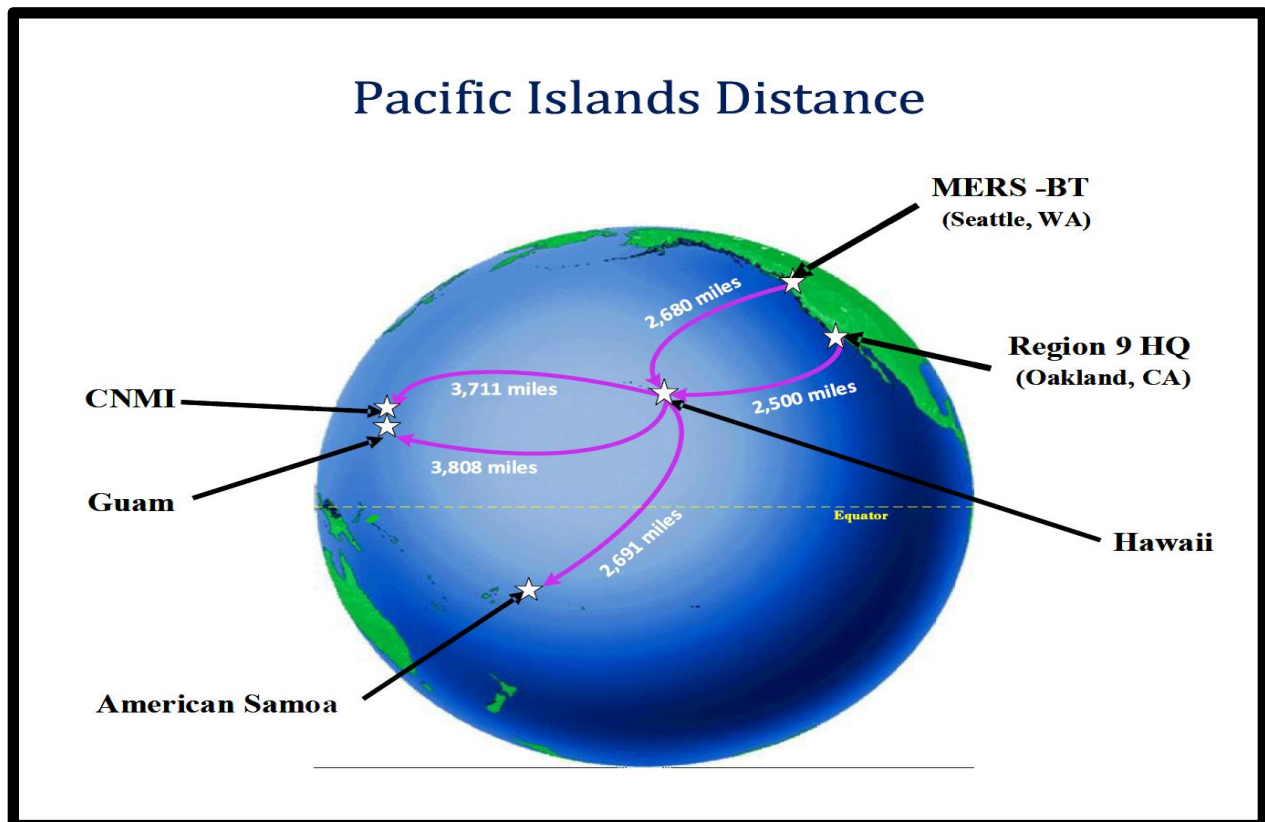 Pacific Islands Distance
MERS -BT
(Seattle, WA)
2,680 miles
Region 9 HQ
(Oakland, CA)
2,500 miles
CNMI
3,711 miles
Guam
3,808 miles
Equator
Hawaii
2,691 miles
American Samoa